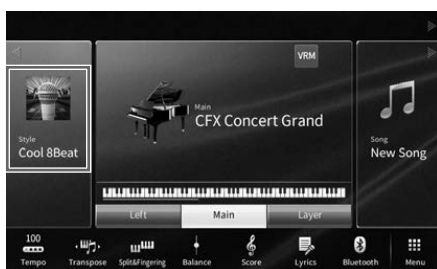 VRM
Style
Cool 8Beat
Main
CFX Concert Grand
Song
New Song
Left
Main
Layer
100
Tempo
Transpose
Split&Fingering
Balance
Score
Lyrics
Bluetooth
Menu